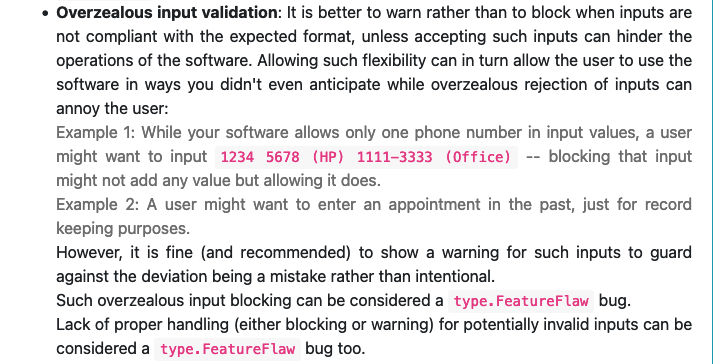 • Overzealous input validation: It is better to warn rather than to block when inputs are
not compliant with the expected format, unless accepting such inputs can hinder the
operations of the software. Allowing such flexibility can in turn allow the user to use the
software in ways you didn't even anticipate while overzealous rejection of inputs can
annoy the user:
Example 1: While your software allows only one phone number in input values, a user
might want to input 1234 5678 (HP) 1111-3333 (Office) -- blocking that input
might not add any value but allowing it does.
Example 2: A user might want to enter an appointment in the past, just for record
keeping purposes.
However, it is fine (and recommended) to show a warning for such inputs to guard
against the deviation being a mistake rather than intentional.
Such overzealous input blocking can be considered a type.FeatureFlaw bug.
Lack of proper handling (either blocking or warning) for potentially invalid inputs can be
considered a type.FeatureFlaw bug too.